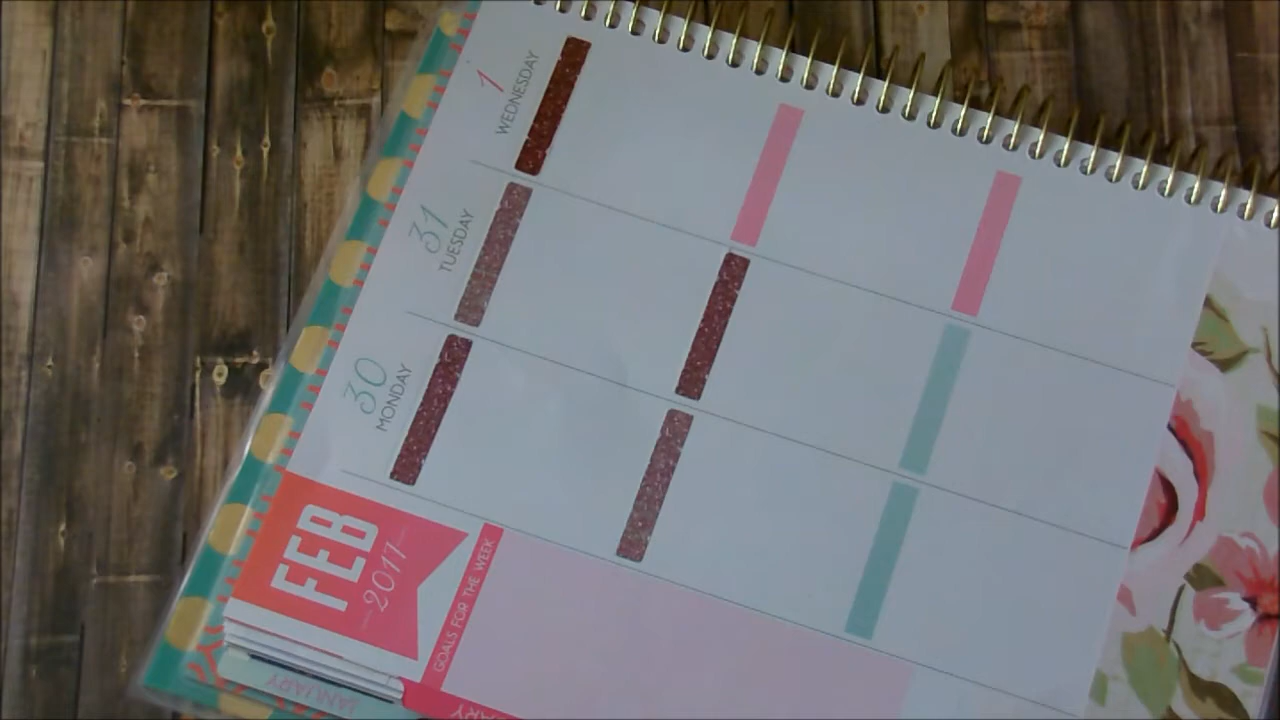 1
WEDNESDAY
31
TUESDAY
30
MONDAY
FEB
2017
GOALS FOR THE WEEK
JANUARY